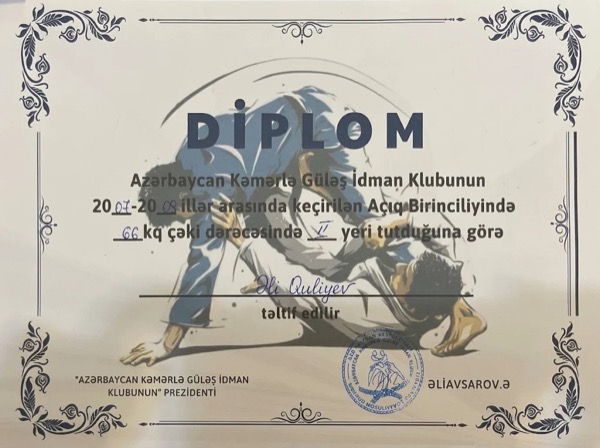 DİPLOM
Azərbaycan Kəmərlə Güləş İdman Klubunun
2007-2008 illər arasında keçirilən Açıq Birinciliyində
66 kq çəki dərəcəsində II yeri tutduğuna görə
Əli Quliyev
təltif edilir
"AZƏRBAYCAN KƏMƏRLƏ GÜLƏŞ İDMAN
KLUBUNUN" PREZİDENTİ
ƏLİAVSAROV.Ə